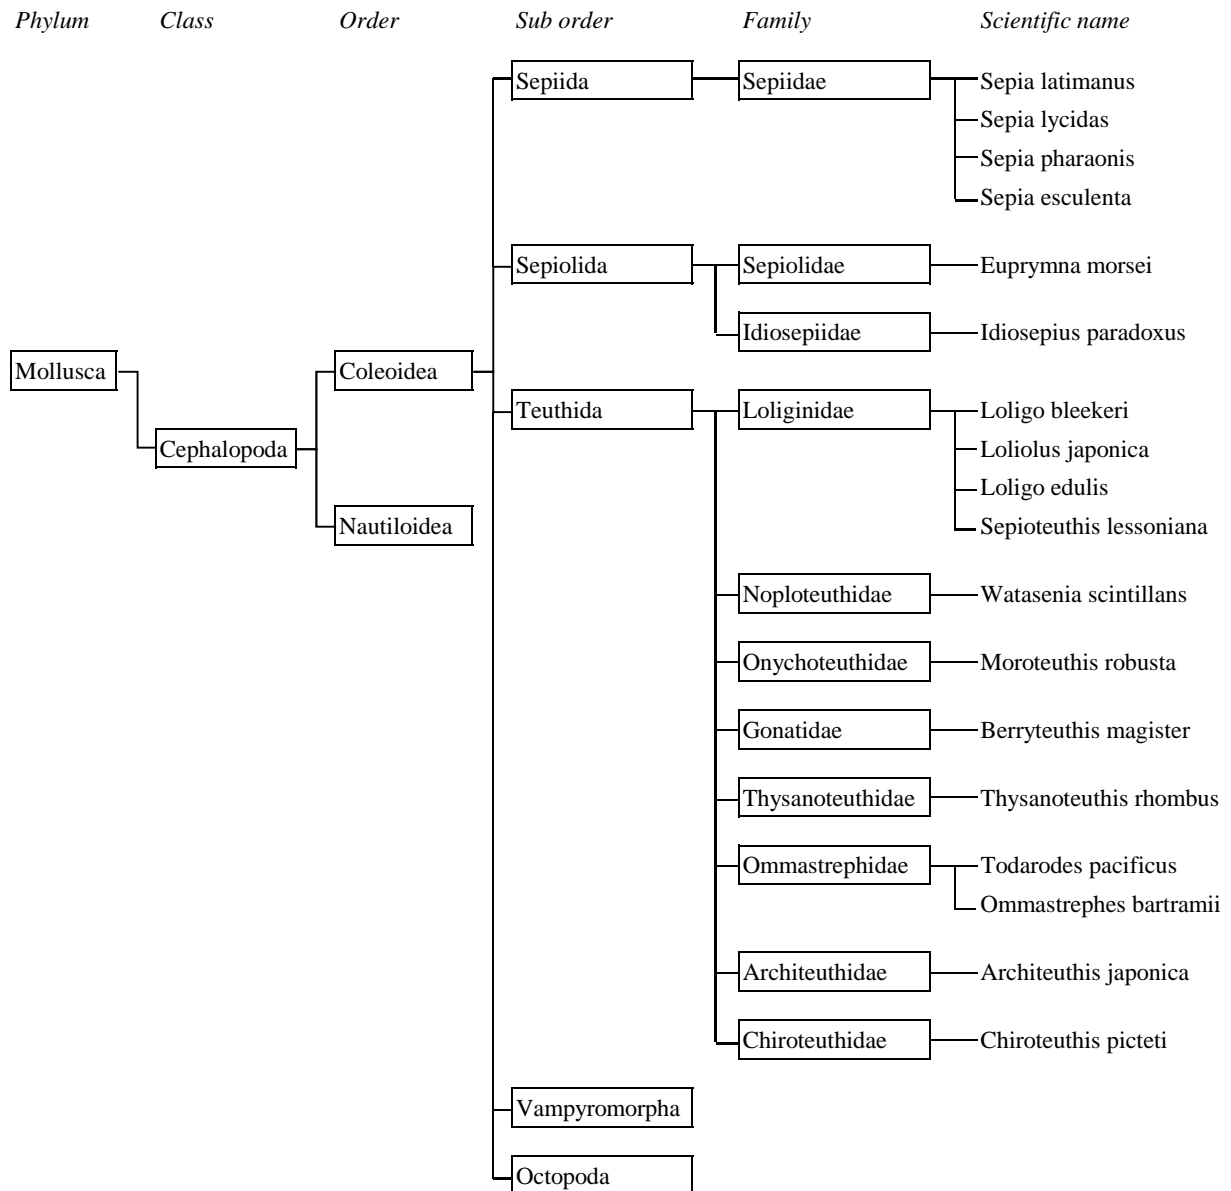 Phylum Class Order Sub order Family Scientific name
Sepiida Sepiidae Sepia latimanus
Sepia lycidas
Sepia pharaonis
Sepia esculenta
Sepiolida Sepiolidae Euprymna morsei
Idiosepiidae Idiosepius paradoxus
Mollusca Coleoidea
Teuthida Loliginidae Loligo bleekeri
Cephalopoda Loliolus japonica
Loligo edulis
Nautiloidea Sepioteuthis lessoniana
Noploteuthidae Watasenia scintillans
Onychoteuthidae Moroteuthis robusta
Gonatidae Berryteuthis magister
Thysanoteuthidae Thysanoteuthis rhombus
Ommastrephidae Todarodes pacificus
Ommastrephes bartramii
Architeuthidae Architeuthis japonica
Chiroteuthidae Chiroteuthis picteti
Vampyromorpha
Octopoda